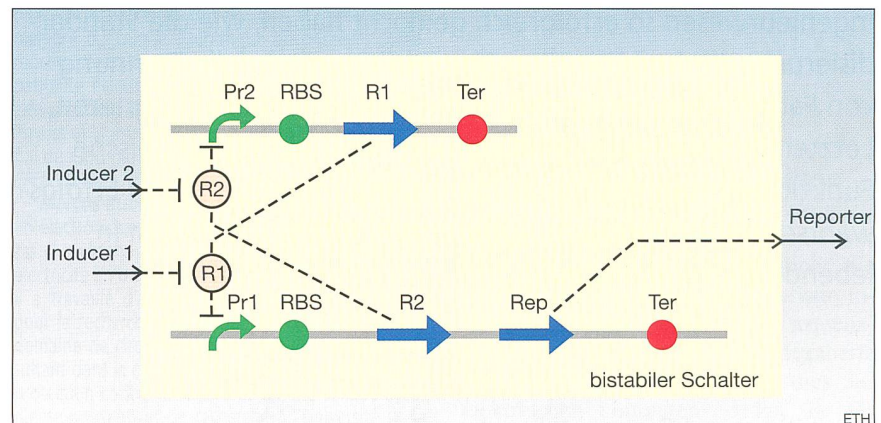 Pr2 RBS R1 Ter
Inducer 2
R2
Reporter
Inducer 1
R1
Pr1 RBS R2 Rep Ter
bistabiler Schalter
ETH